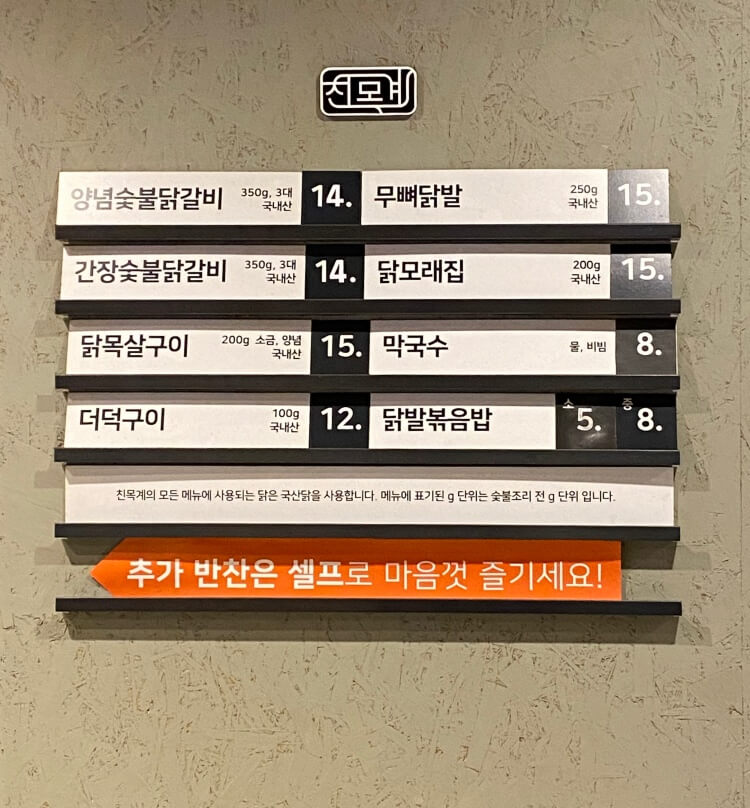 친목계
양념숯불닭갈비 350g, 3대 국내산 14.
무뼈닭발 250g 국내산 15.
간장숯불닭갈비 350g, 3대 국내산 14.
닭모래집 200g 국내산 15.
닭목살구이 200g 소금, 양념 국내산 15.
막국수 물, 비빔 8.
더덕구이 100g 국내산 12.
닭발볶음밥 소 5. 중 8.
친목계의 모든 메뉴에 사용되는 닭은 국산닭을 사용합니다. 메뉴에 표기된 g 단위는 숯불조리 전 g 단위 입니다.
추가 반찬은 셀프로 마음껏 즐기세요!